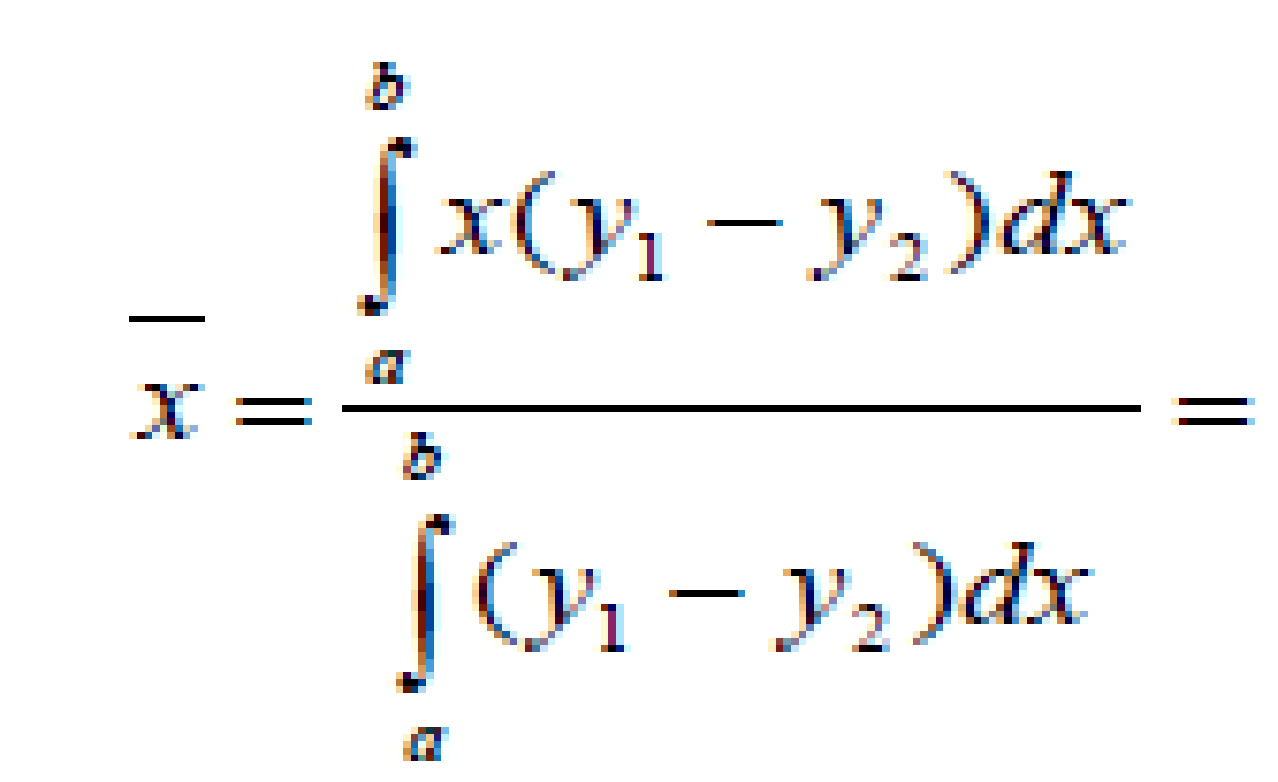 b
∫ x(y₁ − y₂)dx
a
x̄ = ―――――― =
b
∫ (y₁ − y₂)dx
a